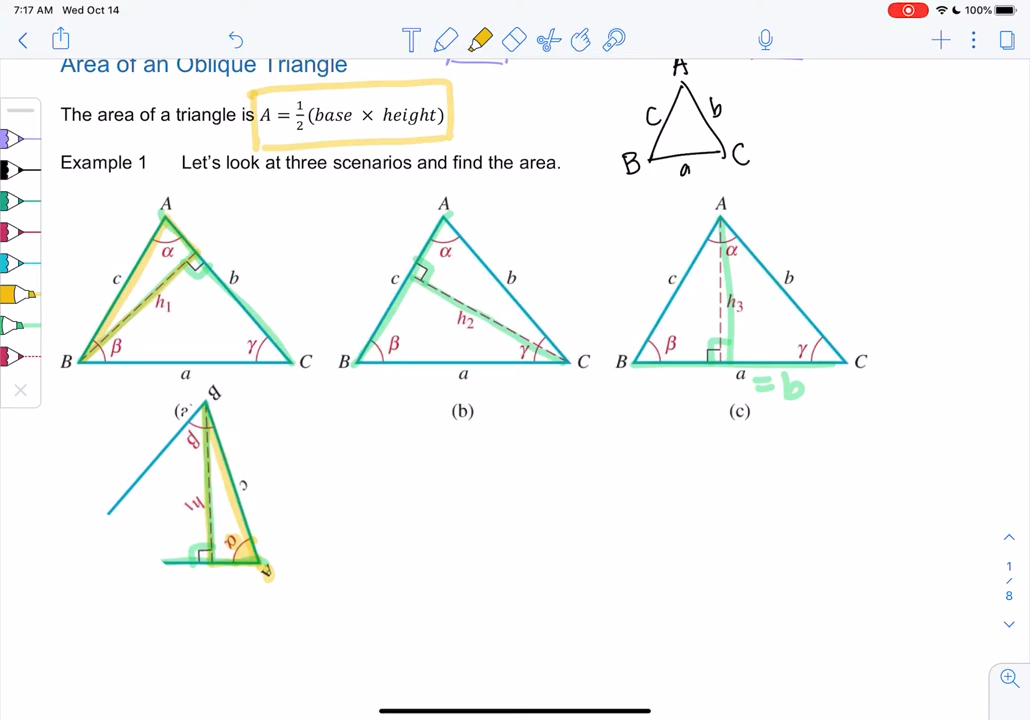 7:17 AM Wed Oct 14
100%
Area of an Oblique Triangle
The area of a triangle is A = 1/2 (base × height)
Example 1 Let's look at three scenarios and find the area.
A
c b
B a C
A
α
c b
h₁
B β γ C
a
(a
A
α
c b
h₂
B β γ C
a
(b)
A
α
c b
h₃
B β γ C
a = b
(c)
B
β
c
h₁
α
A
1
/
8